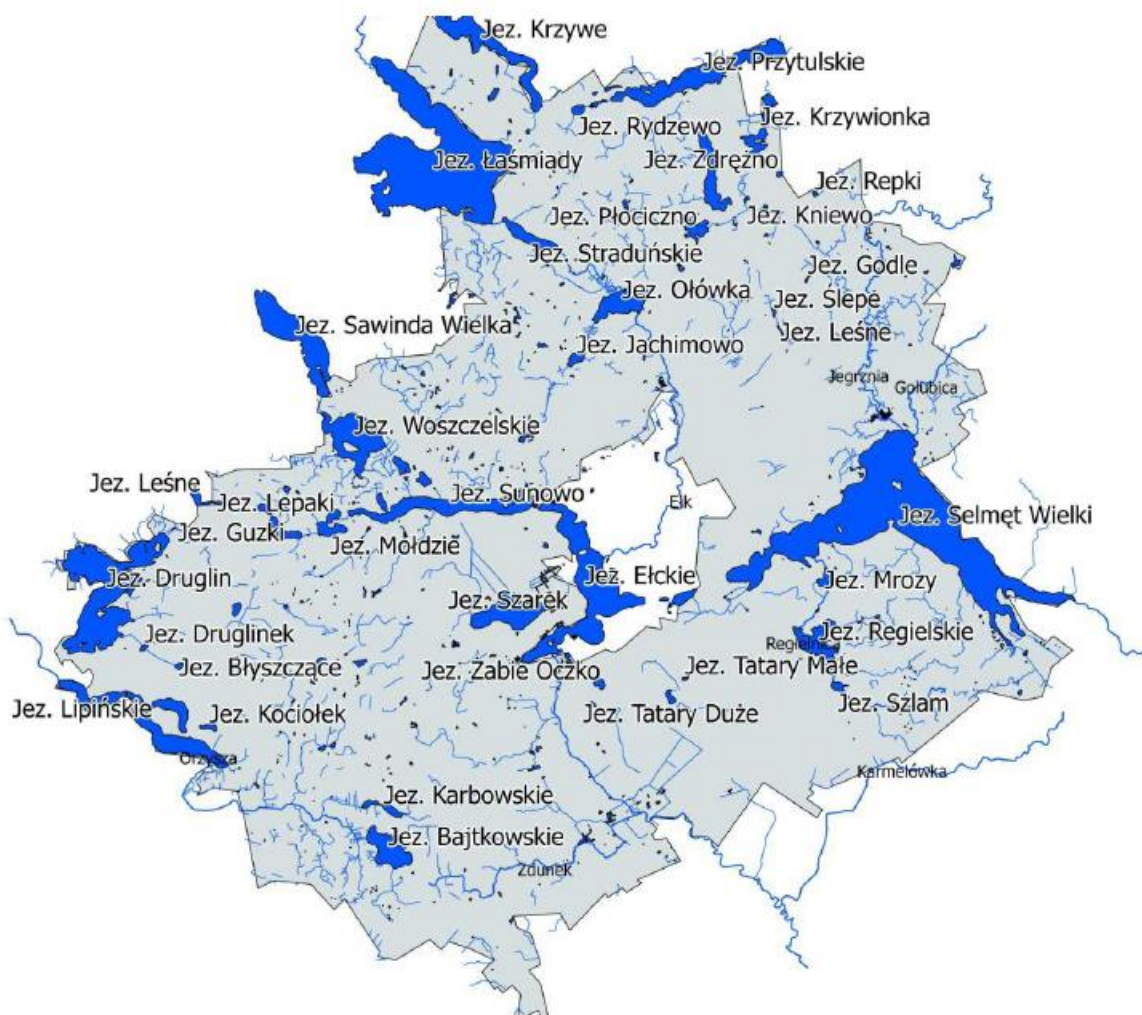 Jez. Krzywe
Jez. Przytulskie
Jez. Krzywionka
Jez. Rydzewo
Jez. Łaśmiady
Jez. Zdrężno
Jez. Repki
Jez. Płociczno
Jez. Kniewo
Jez. Straduńskie
Jez. Godle
Jez. Ołówka
Jez. Ślepe
Jez. Sawinda Wielka
Jez. Leśne
Jez. Jachimowo
Jegrznia
Gołubica
Jez. Woszczelskie
Jez. Leśne
Jez. Lepaki
Jez. Sunowo
Ełk
Jez. Selmęt Wielki
Jez. Guzki
Jez. Mołdzie
Jez. Druglin
Jez. Ełckie
Jez. Mrozy
Jez. Szarek
Jez. Druglinek
Jez. Regielskie
Regielnica
Jez. Błyszczące
Jez. Żabie Oczko
Jez. Tatary Małe
Jez. Lipińskie
Jez. Kociołek
Jez. Tatary Duże
Jez. Szlam
Orzysza
Karmelówka
Jez. Karbowskie
Jez. Bajtkowskie
Zdunek